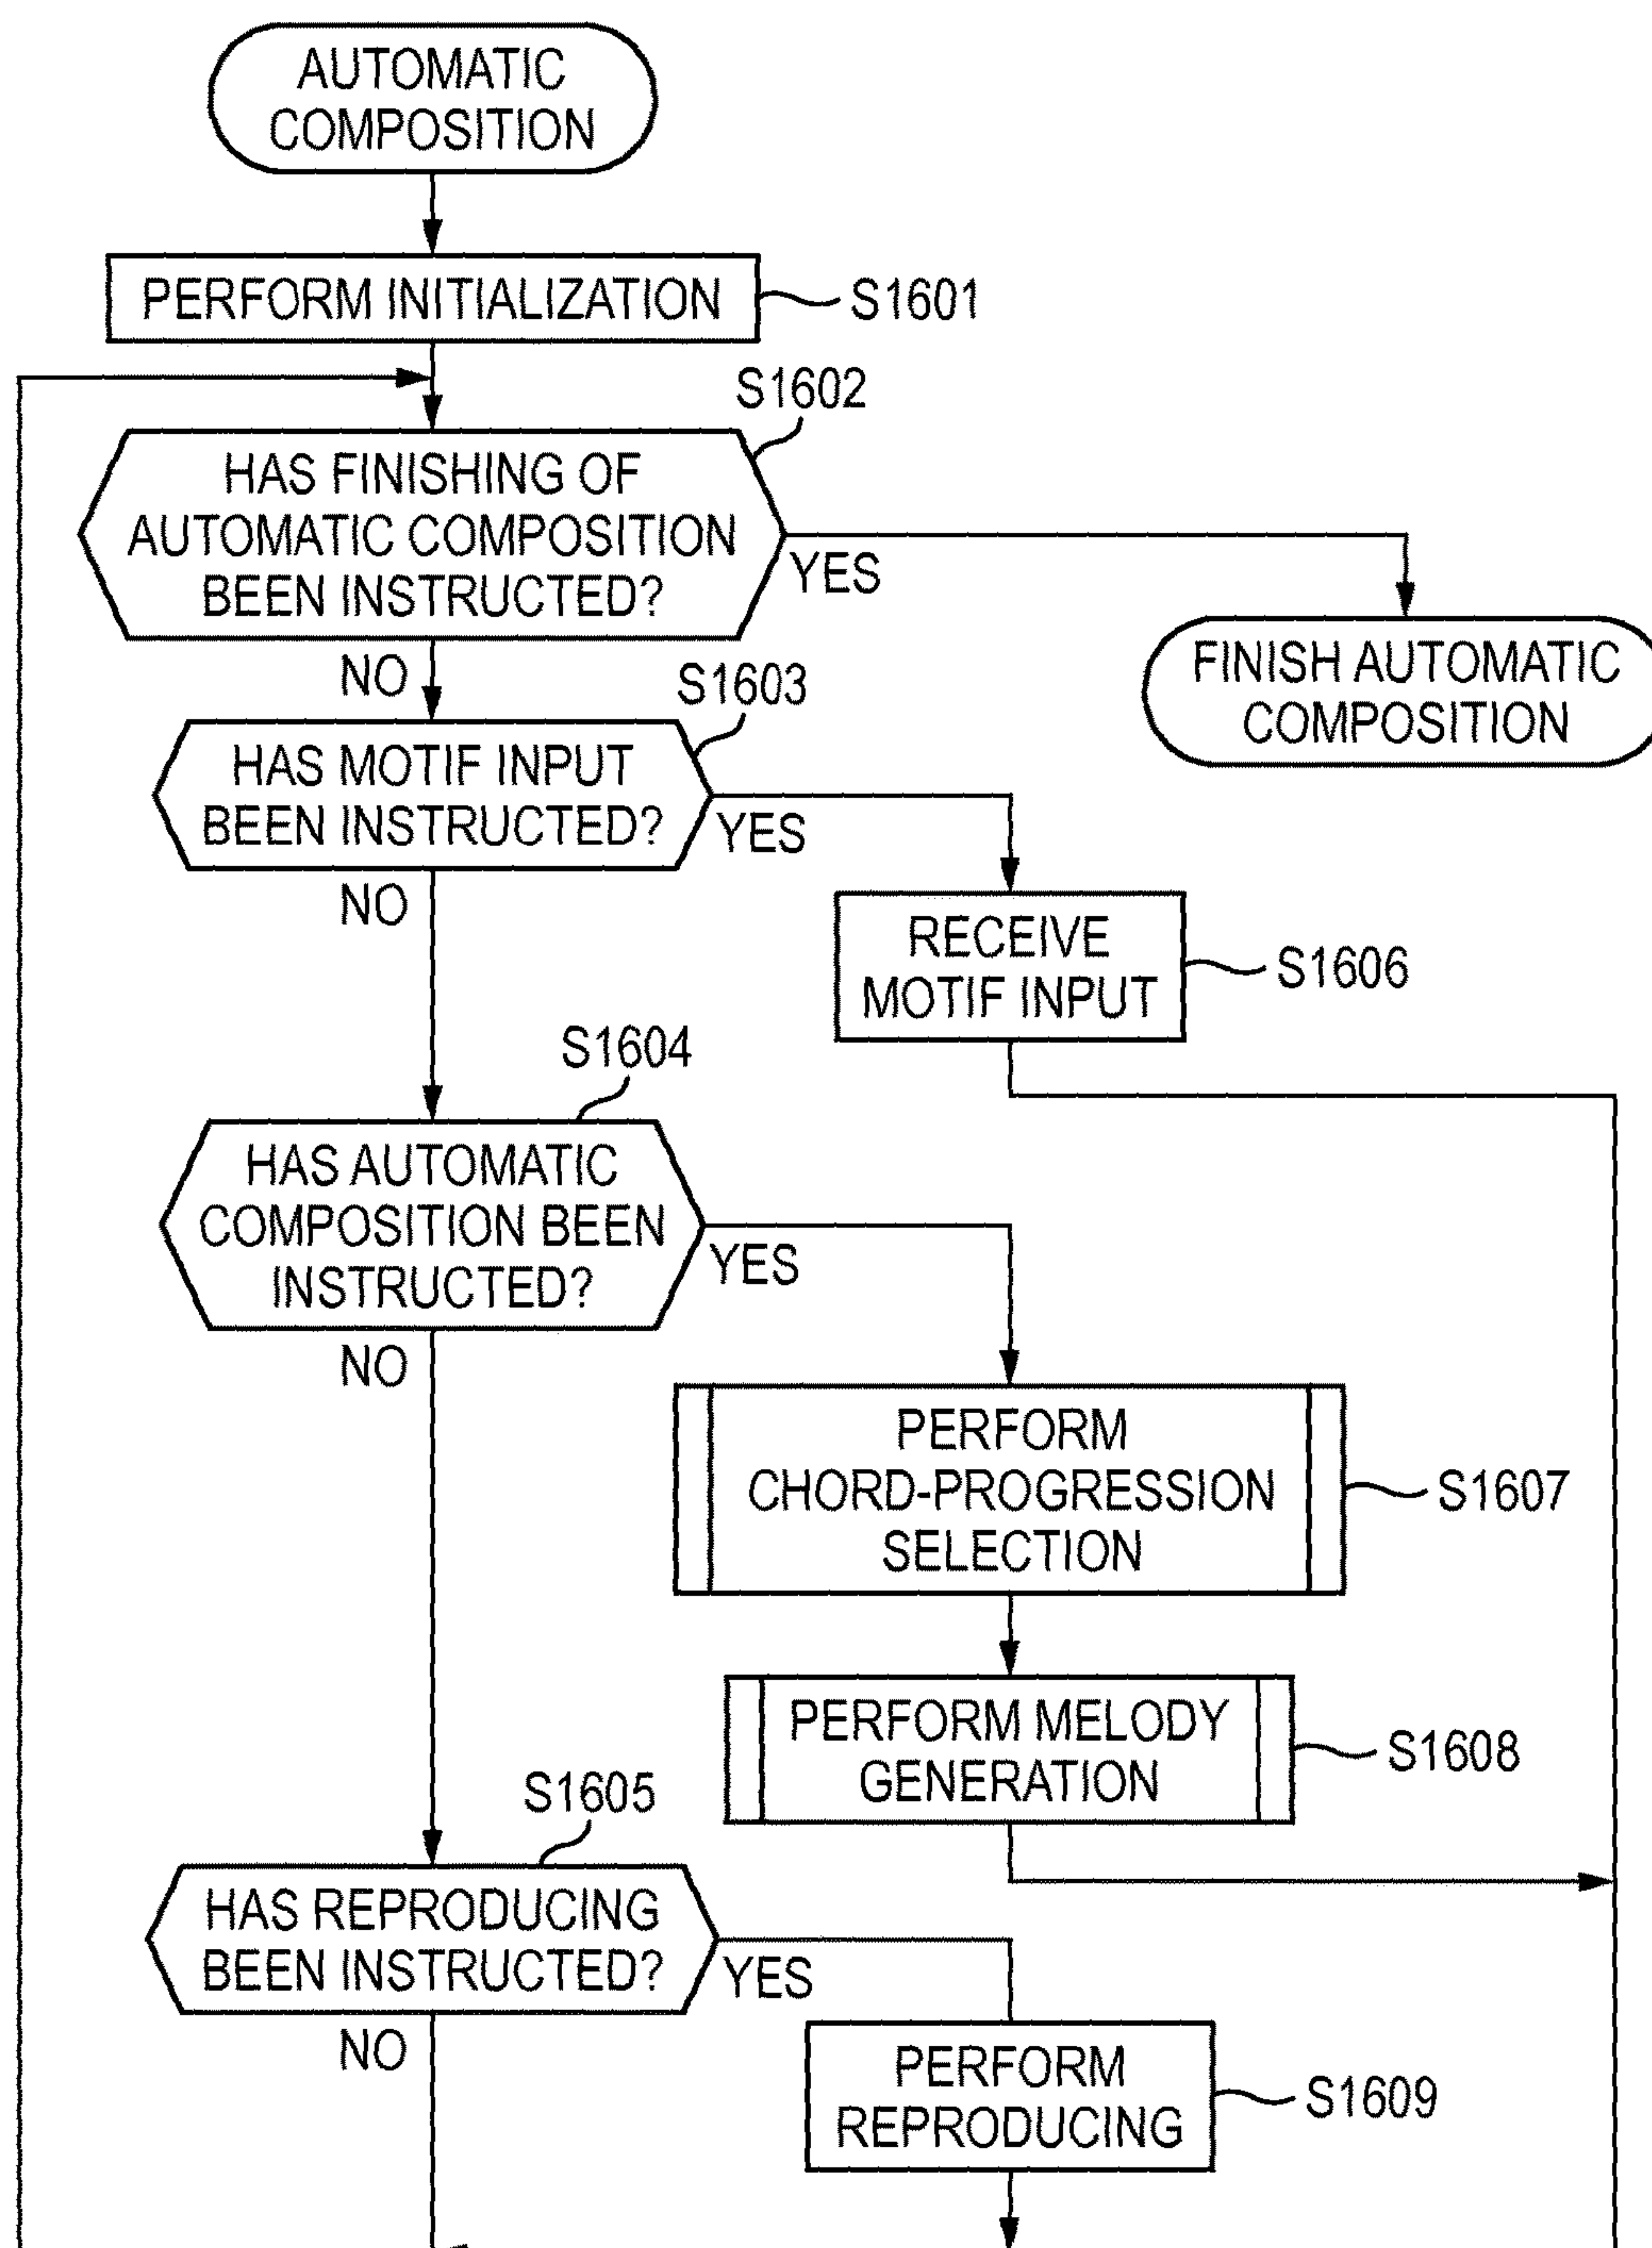 AUTOMATIC
COMPOSITION
PERFORM INITIALIZATION
S1601
S1602
HAS FINISHING OF
AUTOMATIC COMPOSITION
BEEN INSTRUCTED?
YES
NO
FINISH AUTOMATIC
COMPOSITION
S1603
HAS MOTIF INPUT
BEEN INSTRUCTED?
YES
NO
RECEIVE
MOTIF INPUT
S1606
S1604
HAS AUTOMATIC
COMPOSITION BEEN
INSTRUCTED?
YES
NO
PERFORM
CHORD-PROGRESSION
SELECTION
S1607
PERFORM MELODY
GENERATION
S1608
S1605
HAS REPRODUCING
BEEN INSTRUCTED?
YES
NO
PERFORM
REPRODUCING
S1609